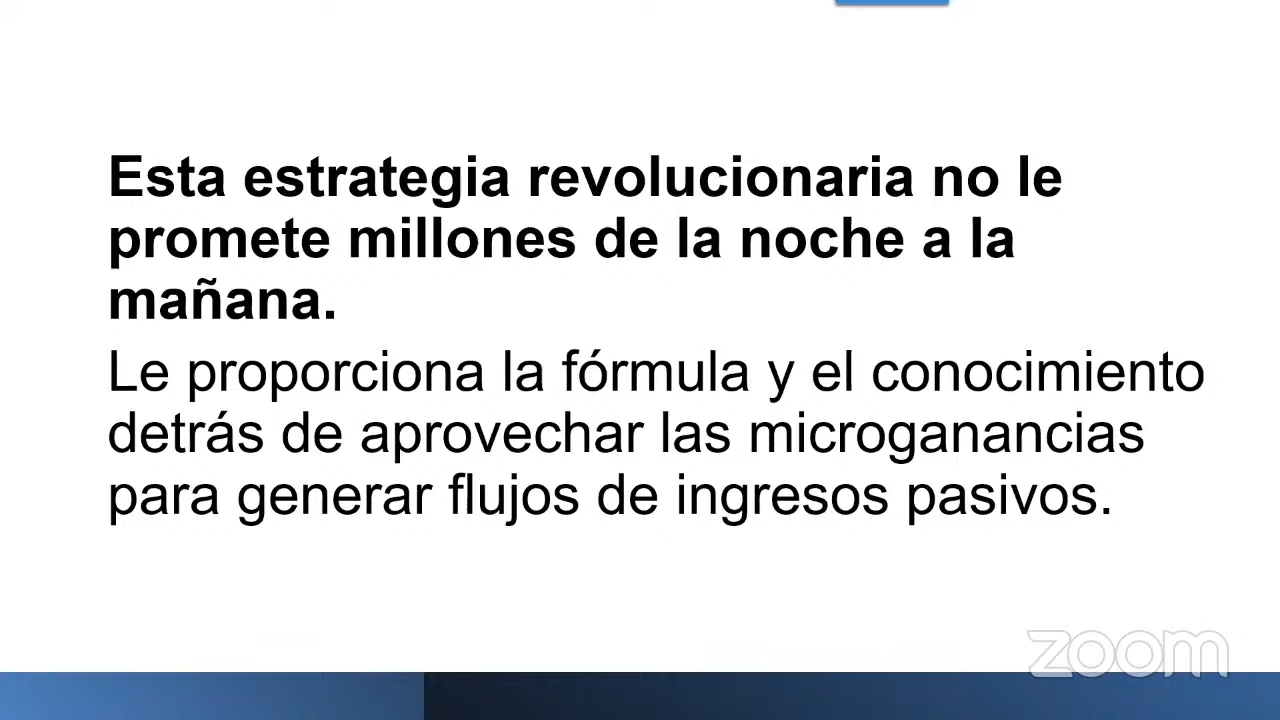 Esta estrategia revolucionaria no le
promete millones de la noche a la
mañana.
Le proporciona la fórmula y el conocimiento
detrás de aprovechar las microganancias
para generar flujos de ingresos pasivos.
zoom